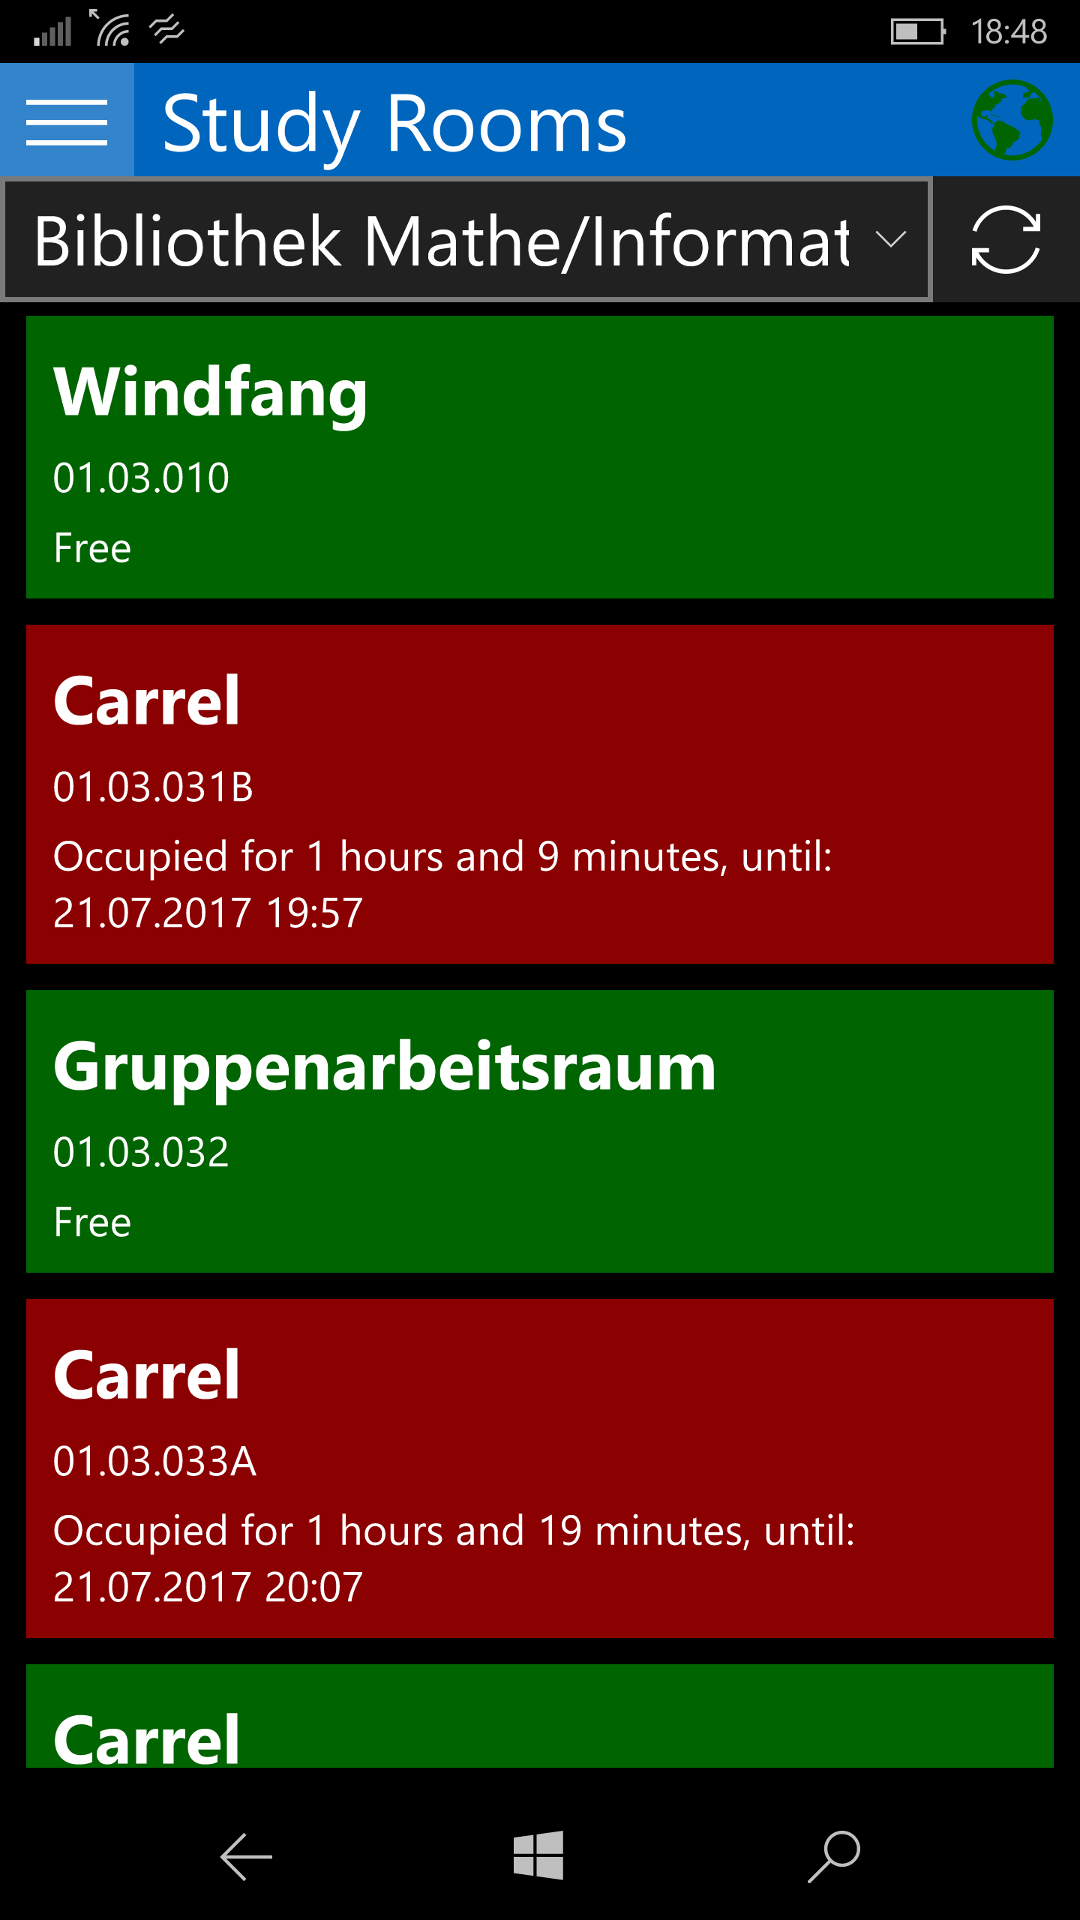 18:48
Study Rooms
Bibliothek Mathe/Informat
Windfang
01.03.010
Free
Carrel
01.03.031B
Occupied for 1 hours and 9 minutes, until:
21.07.2017 19:57
Gruppenarbeitsraum
01.03.032
Free
Carrel
01.03.033A
Occupied for 1 hours and 19 minutes, until:
21.07.2017 20:07
Carrel